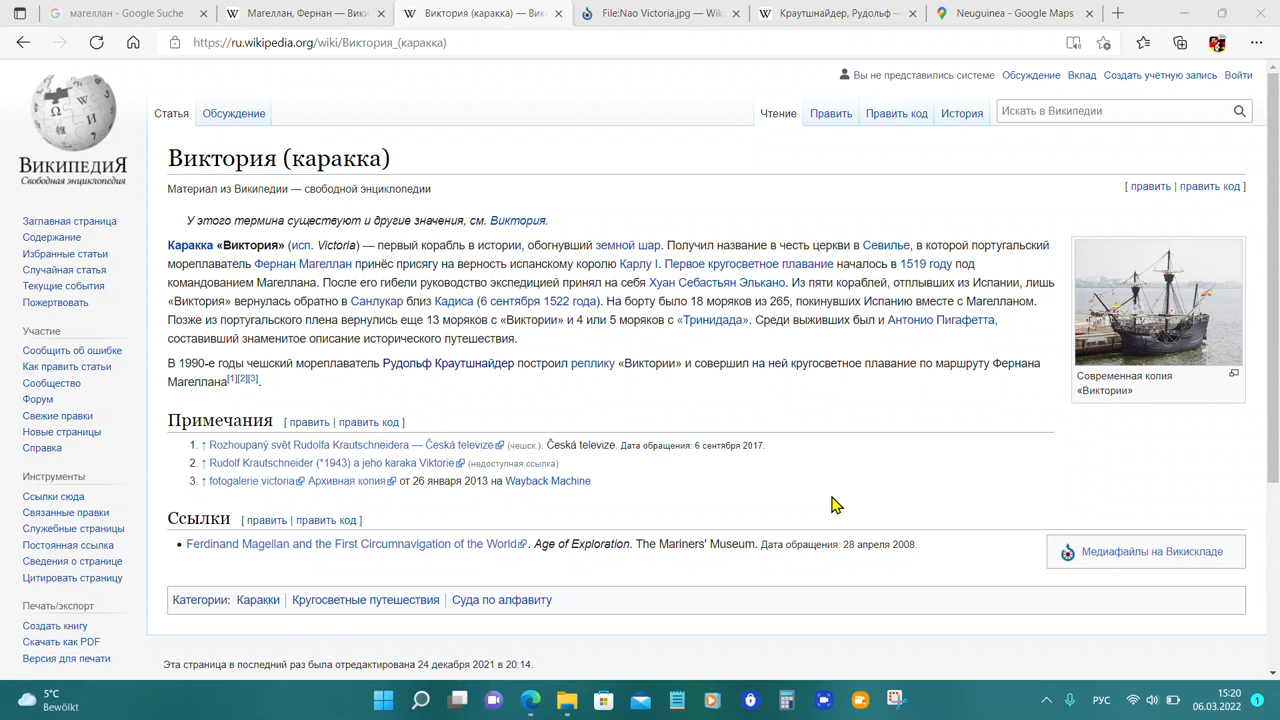 магеллан - Google Suche
Магеллан, Фернан — Вики
Виктория (каракка) — Вик
File:Nao Victoria.jpg — Wiki
Краутшнайдер, Рудольф —
Neuguinea - Google Maps
https://ru.wikipedia.org/wiki/Виктория_(каракка)
Вы не представились системе Обсуждение Вклад Создать учётную запись Войти
Статья Обсуждение Чтение Править Править код История Искать в Википедии
ВИКИПЕДИЯ
Свободная энциклопедия
Заглавная страница
Содержание
Избранные статьи
Случайная статья
Текущие события
Пожертвовать
Участие
Сообщить об ошибке
Как править статьи
Сообщество
Форум
Свежие правки
Новые страницы
Справка
Инструменты
Ссылки сюда
Связанные правки
Служебные страницы
Постоянная ссылка
Сведения о странице
Цитировать страницу
Печать/экспорт
Создать книгу
Скачать как PDF
Версия для печати
Виктория (каракка)
Материал из Википедии — свободной энциклопедии
[ править | править код ]
У этого термина существуют и другие значения, см. Виктория.
Каракка «Виктория» (исп. Victoria) — первый корабль в истории, обогнувший земной шар. Получил название в честь церкви в Севилье, в которой португальский
мореплаватель Фернан Магеллан принёс присягу на верность испанскому королю Карлу I. Первое кругосветное плавание началось в 1519 году под
командованием Магеллана. После его гибели руководство экспедицией принял на себя Хуан Себастьян Элькано. Из пяти кораблей, отплывших из Испании, лишь
«Виктория» вернулась обратно в Санлукар близ Кадиса (6 сентября 1522 года). На борту было 18 моряков из 265, покинувших Испанию вместе с Магелланом.
Позже из португальского плена вернулись еще 13 моряков с «Виктории» и 4 или 5 моряков с «Тринидада». Среди выживших был и Антонио Пигафетта,
составивший знаменитое описание исторического путешествия.
В 1990-е годы чешский мореплаватель Рудольф Краутшнайдер построил реплику «Виктории» и совершил на ней кругосветное плавание по маршруту Фернана
Магеллана[1][2][3].
Современная копия
«Виктории»
Примечания [ править | править код ]
1. ↑ Rozhoupaný svět Rudolfa Krautschneidera — Česká televize (чешск.). Česká televize. Дата обращения: 6 сентября 2017.
2. ↑ Rudolf Krautschneider (*1943) a jeho karaka Viktorie (недоступная ссылка)
3. ↑ fotogalerie victoria Архивная копия от 26 января 2013 на Wayback Machine
Ссылки [ править | править код ]
• Ferdinand Magellan and the First Circumnavigation of the World. Age of Exploration. The Mariners' Museum. Дата обращения: 28 апреля 2008.
Медиафайлы на Викискладе
Категории: Каракки | Кругосветные путешествия | Суда по алфавиту
Эта страница в последний раз была отредактирована 24 декабря 2021 в 20:14.
5°C
Bewölkt
РУС
15:20
06.03.2022
1